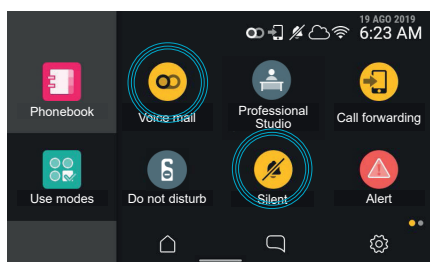 19 AGO 2019
6:23 AM
Phonebook
Voice mail
Professional
Studio
Call forwarding
Use modes
Do not disturb
Silent
Alert